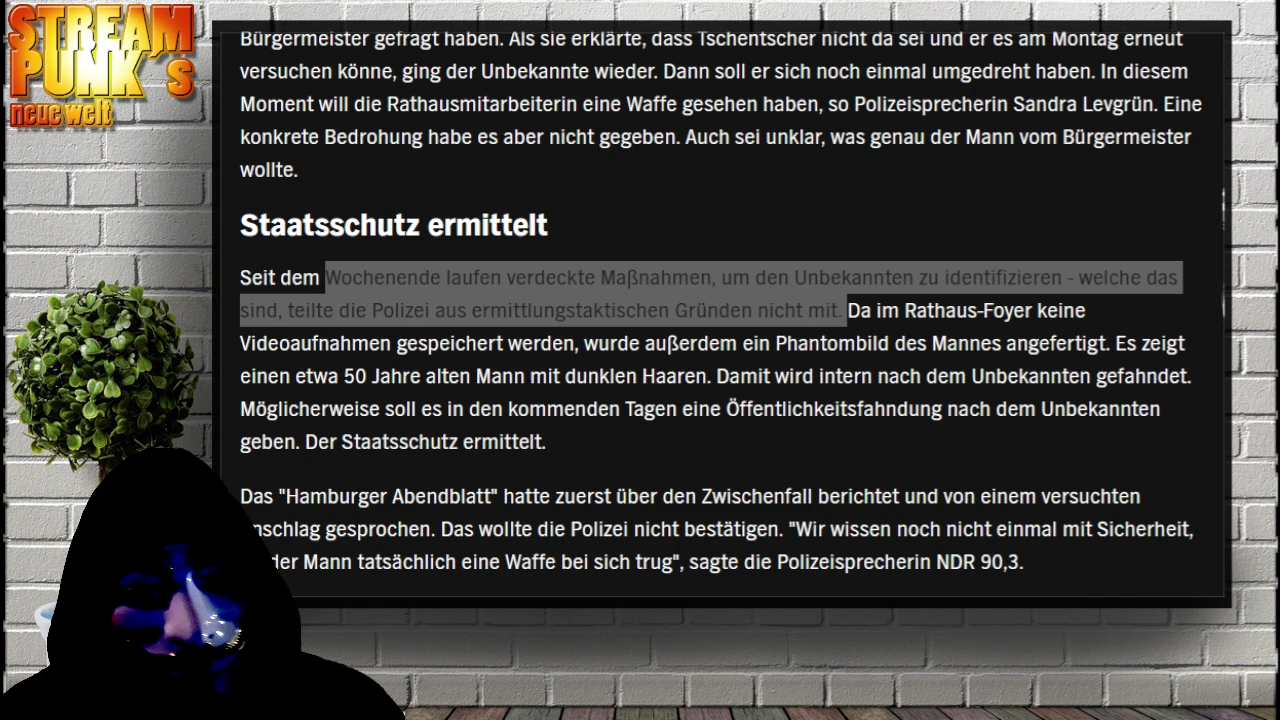 STREAM
PUNK´s
neue welt
Bürgermeister gefragt haben. Als sie erklärte, dass Tschentscher nicht da sei und er es am Montag erneut
versuchen könne, ging der Unbekannte wieder. Dann soll er sich noch einmal umgedreht haben. In diesem
Moment will die Rathausmitarbeiterin eine Waffe gesehen haben, so Polizeisprecherin Sandra Levgrün. Eine
konkrete Bedrohung habe es aber nicht gegeben. Auch sei unklar, was genau der Mann vom Bürgermeister
wollte.
Staatsschutz ermittelt
Seit dem Wochenende laufen verdeckte Maßnahmen, um den Unbekannten zu identifizieren - welche das
sind, teilte die Polizei aus ermittlungstaktischen Gründen nicht mit. Da im Rathaus-Foyer keine
Videoaufnahmen gespeichert werden, wurde außerdem ein Phantombild des Mannes angefertigt. Es zeigt
einen etwa 50 Jahre alten Mann mit dunklen Haaren. Damit wird intern nach dem Unbekannten gefahndet.
Möglicherweise soll es in den kommenden Tagen eine Öffentlichkeitsfahndung nach dem Unbekannten
geben. Der Staatsschutz ermittelt.
Das "Hamburger Abendblatt" hatte zuerst über den Zwischenfall berichtet und von einem versuchten
nschlag gesprochen. Das wollte die Polizei nicht bestätigen. "Wir wissen noch nicht einmal mit Sicherheit,
der Mann tatsächlich eine Waffe bei sich trug", sagte die Polizeisprecherin NDR 90,3.